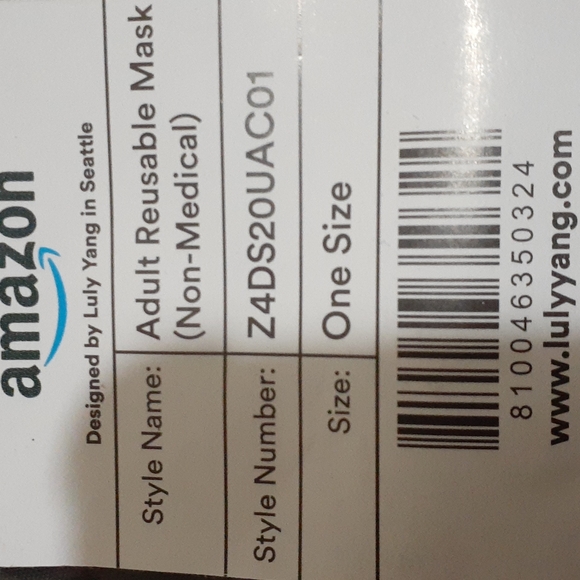 amazon
Designed by Luly Yang in Seattle
Style Name: Adult Reusable Mask
(Non-Medical)
Style Number: Z4DS20UAC01
Size: One Size
810046350324
www.lulyyang.com